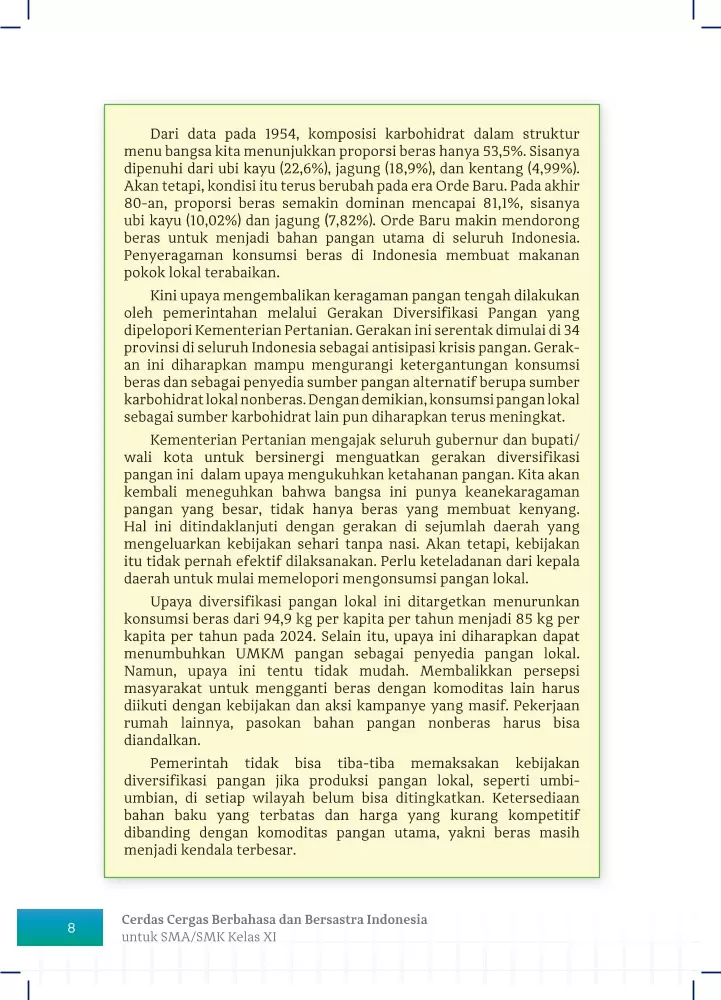 Dari data pada 1954, komposisi karbohidrat dalam struktur
menu bangsa kita menunjukkan proporsi beras hanya 53,5%. Sisanya
dipenuhi dari ubi kayu (22,6%), jagung (18,9%), dan kentang (4,99%).
Akan tetapi, kondisi itu terus berubah pada era Orde Baru. Pada akhir
80-an, proporsi beras semakin dominan mencapai 81,1%, sisanya
ubi kayu (10,02%) dan jagung (7,82%). Orde Baru makin mendorong
beras untuk menjadi bahan pangan utama di seluruh Indonesia.
Penyeragaman konsumsi beras di Indonesia membuat makanan
pokok lokal terabaikan.
Kini upaya mengembalikan keragaman pangan tengah dilakukan
oleh pemerintahan melalui Gerakan Diversifikasi Pangan yang
dipelopori Kementerian Pertanian. Gerakan ini serentak dimulai di 34
provinsi di seluruh Indonesia sebagai antisipasi krisis pangan. Gerak-
an ini diharapkan mampu mengurangi ketergantungan konsumsi
beras dan sebagai penyedia sumber pangan alternatif berupa sumber
karbohidrat lokal nonberas. Dengan demikian, konsumsi pangan lokal
sebagai sumber karbohidrat lain pun diharapkan terus meningkat.
Kementerian Pertanian mengajak seluruh gubernur dan bupati/
wali kota untuk bersinergi menguatkan gerakan diversifikasi
pangan ini dalam upaya mengukuhkan ketahanan pangan. Kita akan
kembali meneguhkan bahwa bangsa ini punya keanekaragaman
pangan yang besar, tidak hanya beras yang membuat kenyang.
Hal ini ditindaklanjuti dengan gerakan di sejumlah daerah yang
mengeluarkan kebijakan sehari tanpa nasi. Akan tetapi, kebijakan
itu tidak pernah efektif dilaksanakan. Perlu keteladanan dari kepala
daerah untuk mulai memelopori mengonsumsi pangan lokal.
Upaya diversifikasi pangan lokal ini ditargetkan menurunkan
konsumsi beras dari 94,9 kg per kapita per tahun menjadi 85 kg per
kapita per tahun pada 2024. Selain itu, upaya ini diharapkan dapat
menumbuhkan UMKM pangan sebagai penyedia pangan lokal.
Namun, upaya ini tentu tidak mudah. Membalikkan persepsi
masyarakat untuk mengganti beras dengan komoditas lain harus
diikuti dengan kebijakan dan aksi kampanye yang masif. Pekerjaan
rumah lainnya, pasokan bahan pangan nonberas harus bisa
diandalkan.
Pemerintah tidak bisa tiba-tiba memaksakan kebijakan
diversifikasi pangan jika produksi pangan lokal, seperti umbi-
umbian, di setiap wilayah belum bisa ditingkatkan. Ketersediaan
bahan baku yang terbatas dan harga yang kurang kompetitif
dibanding dengan komoditas pangan utama, yakni beras masih
menjadi kendala terbesar.
8
Cerdas Cergas Berbahasa dan Bersastra Indonesia
untuk SMA/SMK Kelas XI